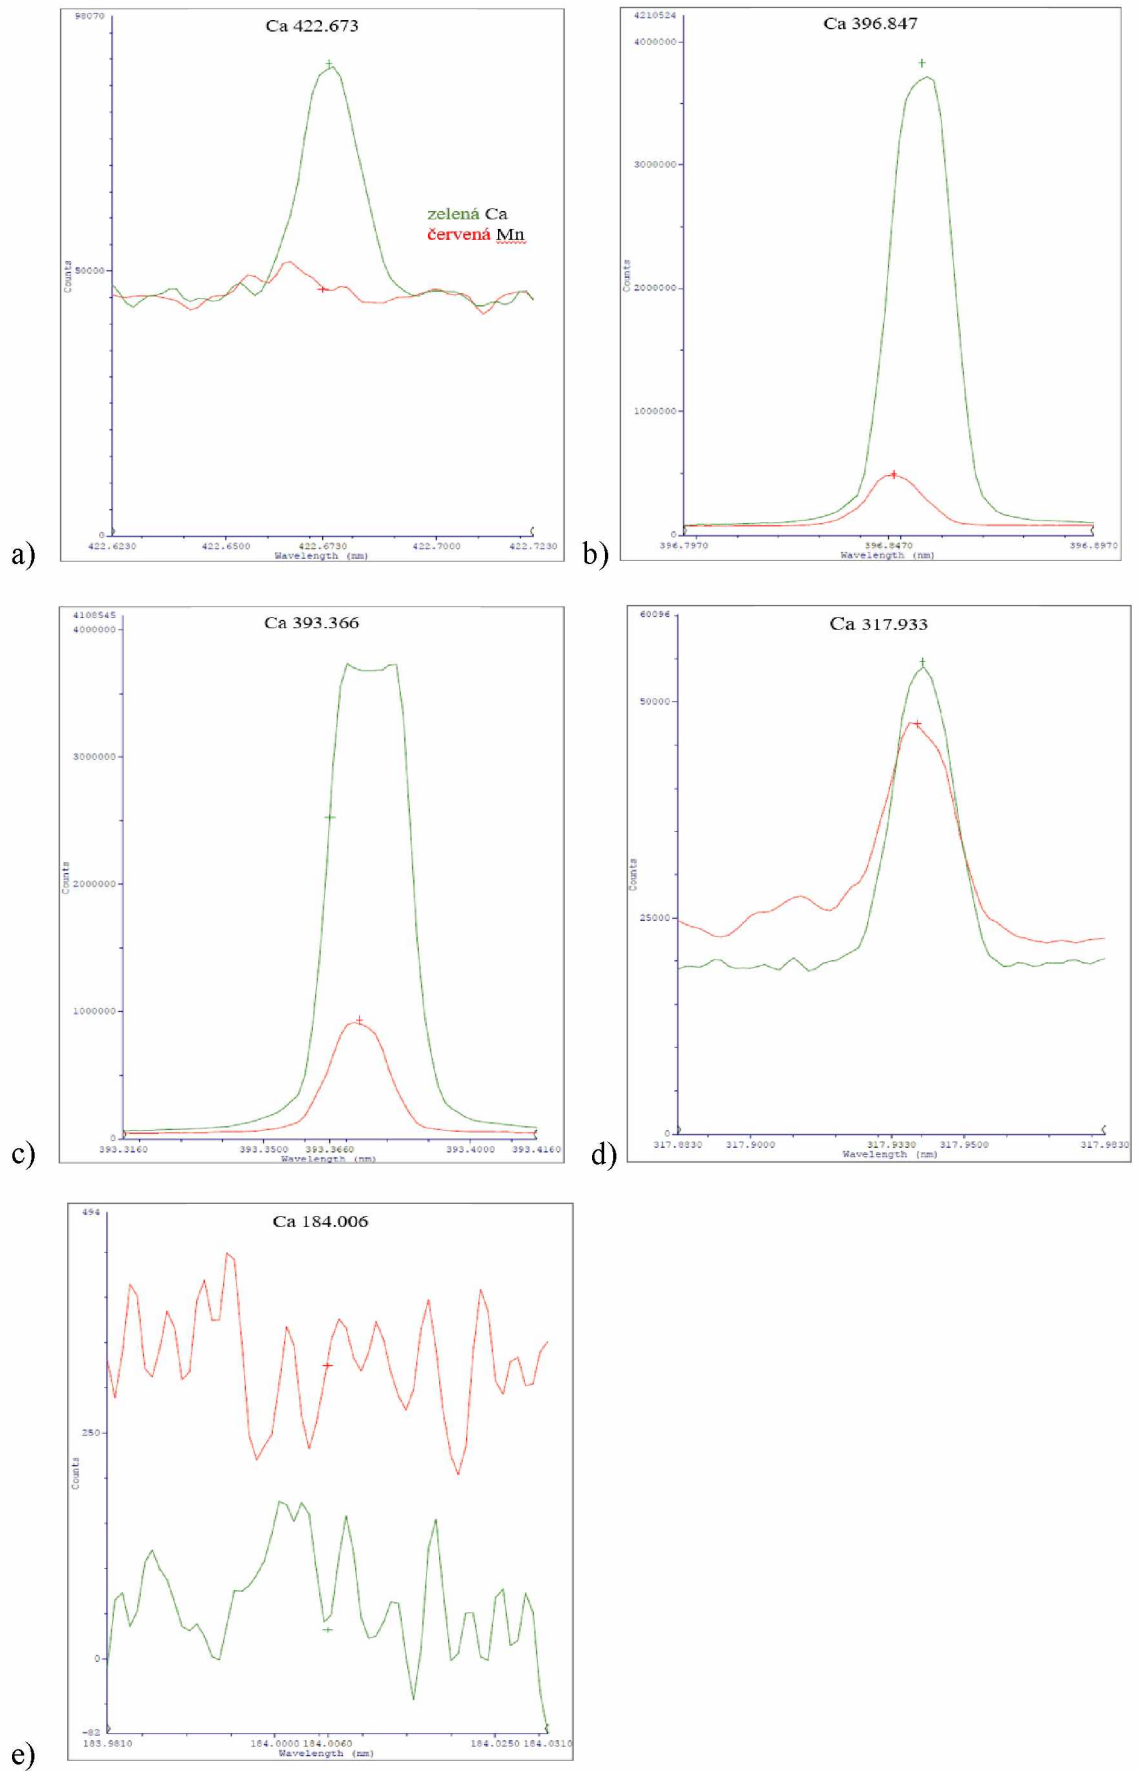 98070
Ca 422.673
zelená Ca
červená Mn
50000
Counts
0
422.6230 422.6500 422.6730 422.7000 422.7230
Wavelength (nm)
a)
4210524
Ca 396.847
4000000
3000000
Counts
2000000
1000000
0
396.7970 396.8470 396.8970
Wavelength (nm)
b)
4108545
Ca 393.366
4000000
3000000
Counts
2000000
1000000
0
393.3160 393.3500 393.3660 393.4000 393.4160
Wavelength (nm)
c)
60096
Ca 317.933
50000
Counts
25000
0
317.8830 317.9000 317.9330 317.9500 317.9830
Wavelength (nm)
d)
494
Ca 184.006
250
Counts
0
-82
183.9810 184.0000 184.0060 184.0250 184.0310
Wavelength (nm)
e)